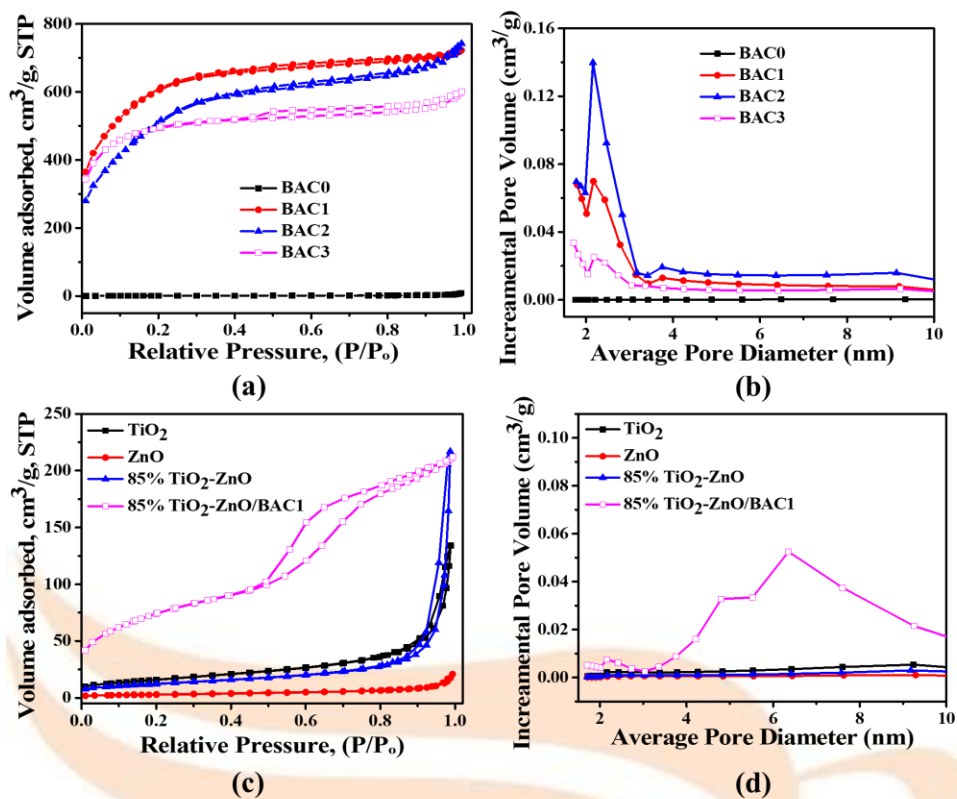 Volume adsorbed, cm³/g, STP
800
600
400
200
0
BAC0
BAC1
BAC2
BAC3
0.0 0.2 0.4 0.6 0.8 1.0
Relative Pressure, (P/Pₒ)
(a)
Increamental Pore Volume (cm³/g)
0.16
0.12
0.08
0.04
0.00
BAC0
BAC1
BAC2
BAC3
2 4 6 8 10
Average Pore Diameter (nm)
(b)
Volume adsorbed, cm³/g, STP
250
200
150
100
50
0
TiO₂
ZnO
85% TiO₂-ZnO
85% TiO₂-ZnO/BAC1
0.0 0.2 0.4 0.6 0.8 1.0
Relative Pressure, (P/Pₒ)
(c)
Increamental Pore Volume (cm³/g)
0.10
0.08
0.06
0.04
0.02
0.000
TiO₂
ZnO
85% TiO₂-ZnO
85% TiO₂-ZnO/BAC1
2 4 6 8 10
Average Pore Diameter (nm)
(d)